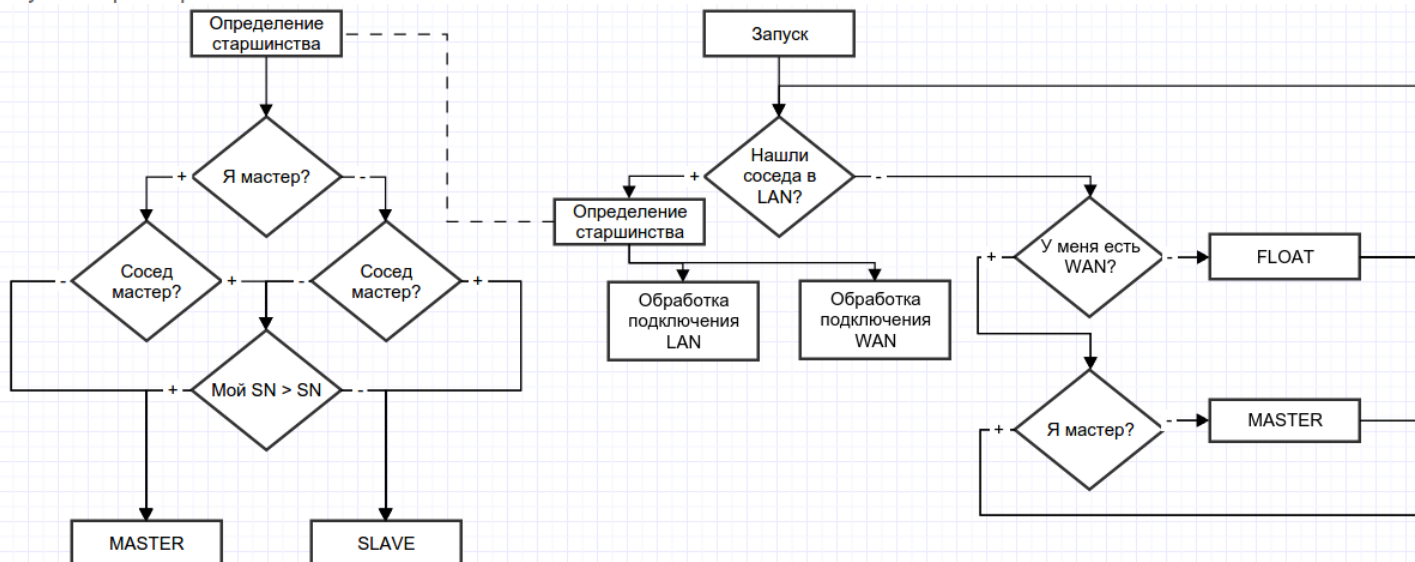 Определение
старшинства
Я мастер?
+
-
Сосед
мастер?
Сосед
мастер?
-
+
-
+
Мой SN > SN
+
-
MASTER
SLAVE
Запуск
Нашли
соседа в
LAN?
+
-
Определение
старшинства
Обработка
подключения
LAN
Обработка
подключения
WAN
У меня есть
WAN?
+
-
FLOAT
Я мастер?
+
-
MASTER